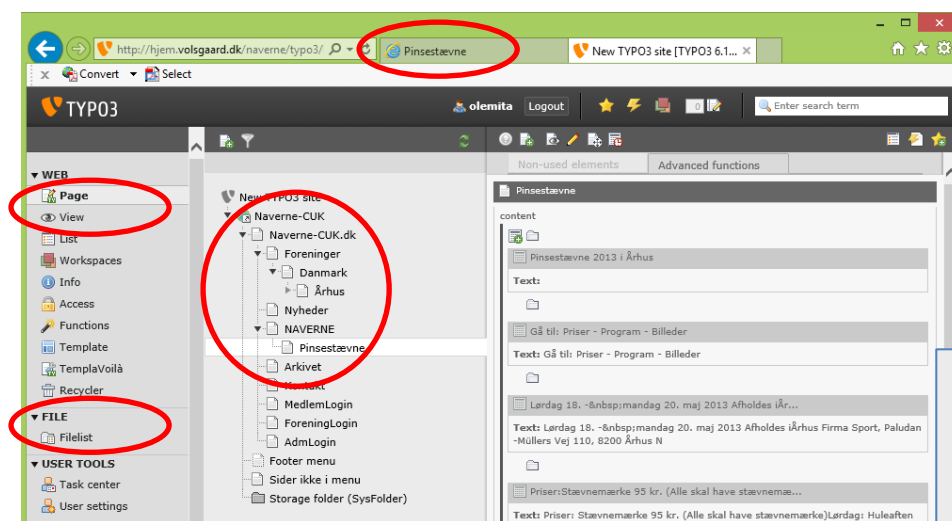 http://hjem.volsgaard.dk/naverne/typo3/
Pinsestævne
New TYPO3 site [TYPO3 6.1...
x Convert Select
TYPO3
olemita Logout
0
Enter search term
WEB
Page
View
List
Workspaces
Info
Access
Functions
Template
TemplaVoilà
Recycler
FILE
Filelist
USER TOOLS
Task center
User settings
New TYPO3 site
Naverne-CUK
Naverne-CUK.dk
Foreninger
Danmark
Århus
Nyheder
NAVERNE
Pinsestævne
Arkivet
Kontakt
MedlemLogin
ForeningLogin
AdmLogin
Footer menu
Sider ikke i menu
Storage folder (SysFolder)
Non-used elements Advanced functions
Pinsestævne
content
Pinsestævne 2013 i Århus
Text:
Gå til: Priser - Program - Billeder
Text: Gå til: Priser - Program - Billeder
Lørdag 18. -&nbsp;mandag 20. maj 2013 Afholdes iÅr...
Text: Lørdag 18. -&nbsp;mandag 20. maj 2013 Afholdes iÅrhus Firma Sport, Paludan
-Müllers Vej 110, 8200 Århus N
Priser:Stævnemærke 95 kr. (Alle skal have stævnemæ...
Text: Priser: Stævnemærke 95 kr. (Alle skal have stævnemærke)Lørdag: Huleaften